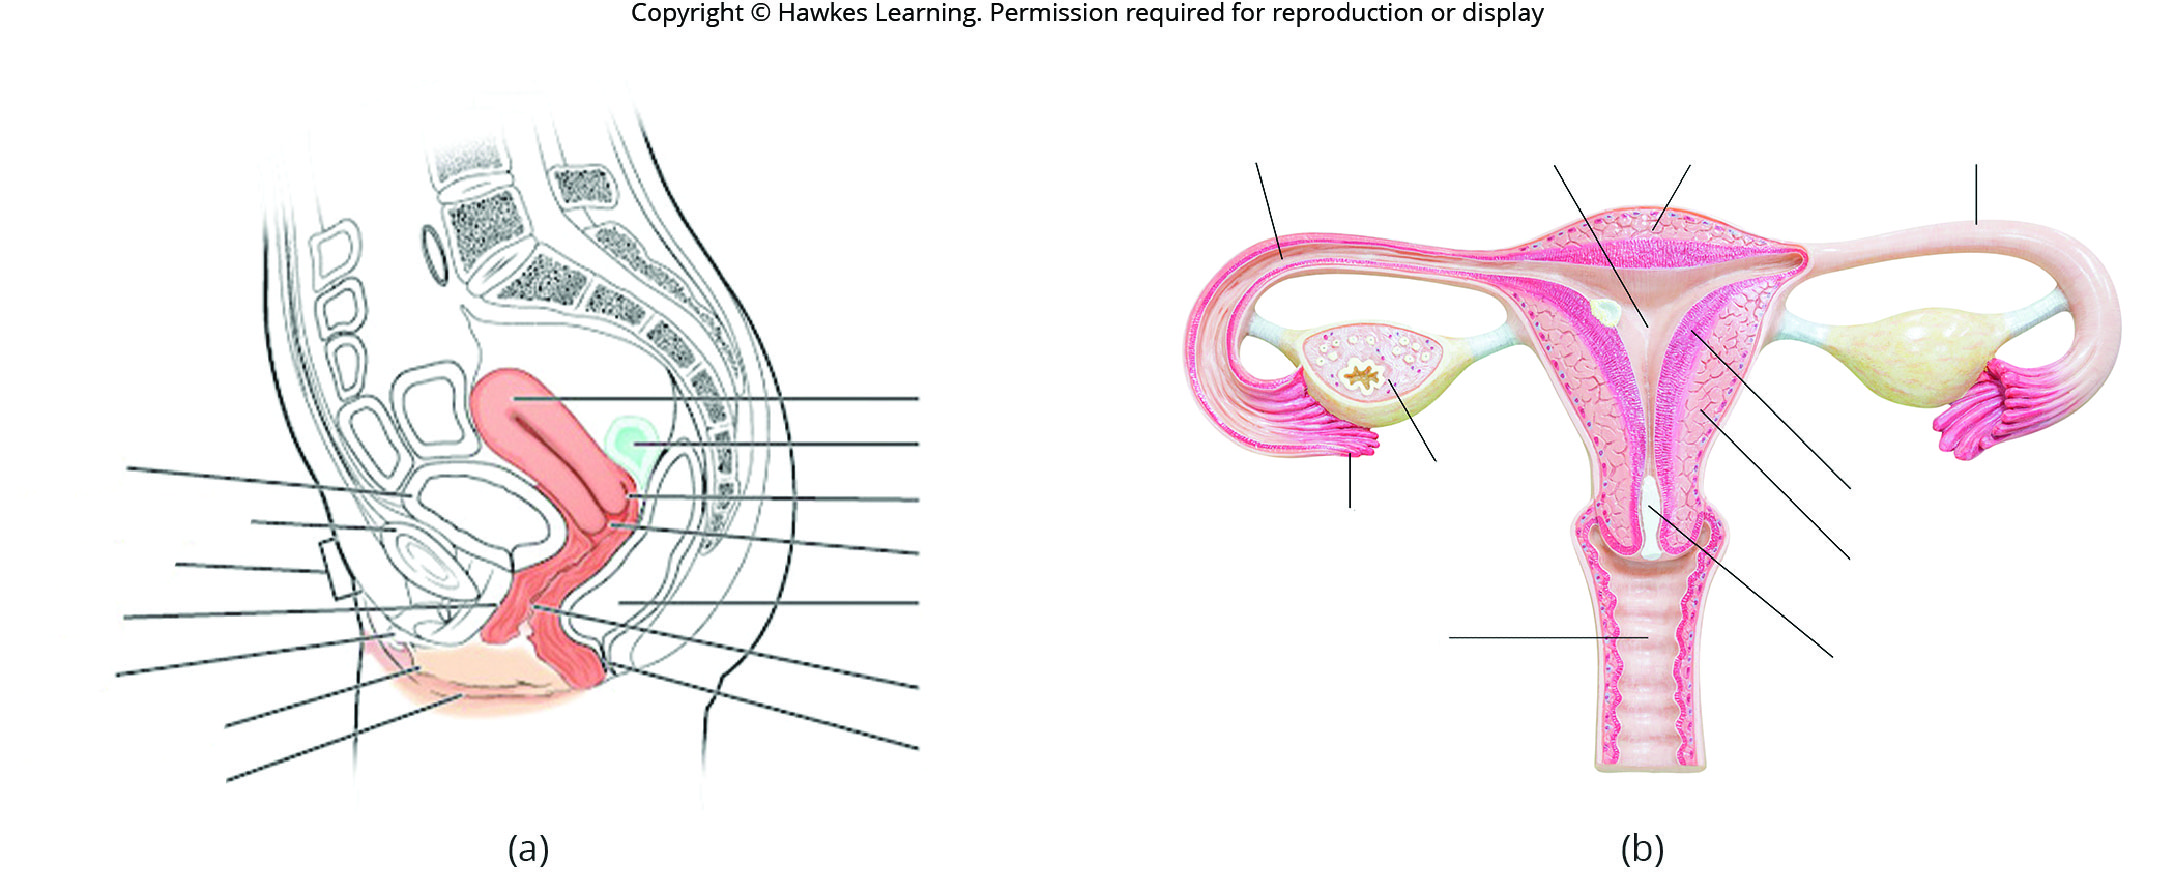 Copyright © Hawkes Learning. Permission required for reproduction or display
(a)
(b)